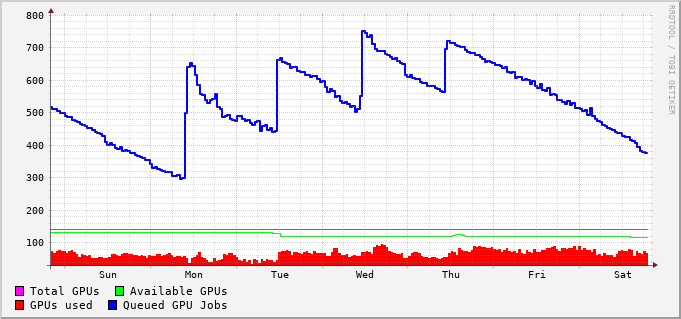 800
700
600
500
400
300
200
100
Sun Mon Tue Wed Thu Fri Sat
Total GPUs Available GPUs
GPUs used Queued GPU Jobs
RRDTOOL / TOBI OETIKER